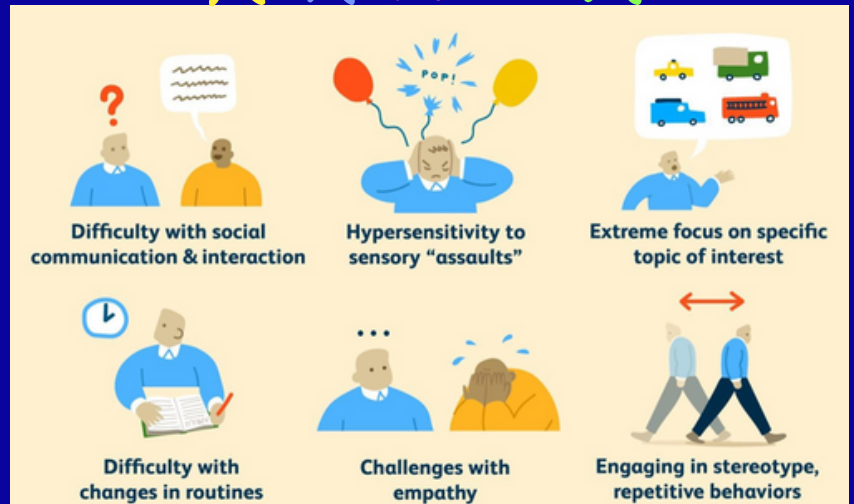 ?
POP!
Difficulty with social
communication & interaction
Hypersensitivity to
sensory “assaults”
Extreme focus on specific
topic of interest
...
Difficulty with
changes in routines
Challenges with
empathy
Engaging in stereotype,
repetitive behaviors